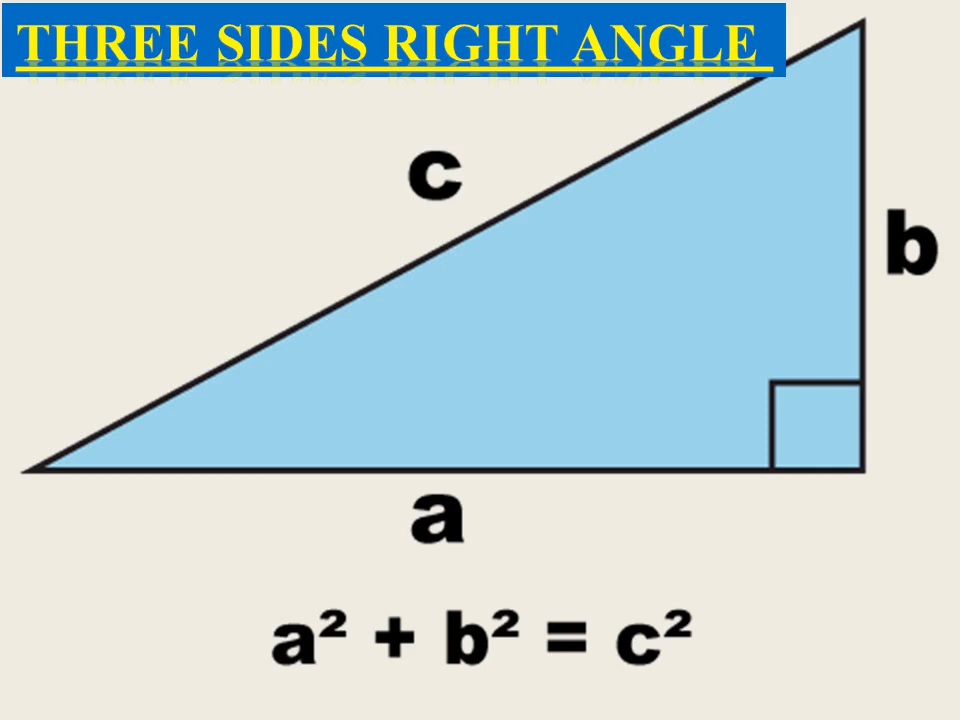 THREE SIDES RIGHT ANGLE
c
b
a
a² + b² = c²